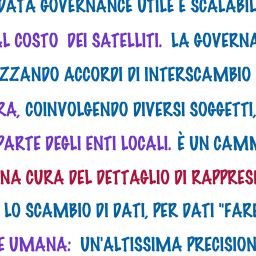 DATA GOVERNANCE UTILE E SCALABIL
AL COSTO DEI SATELLITI. LA GOVERNA
ZZANDO ACCORDI DI INTERSCAMBIO
RA, COINVOLGENDO DIVERSI SOGGETTI,
PARTE DEGLI ENTI LOCALI. È UN CAMM
NA CURA DEL DETTAGLIO DI RAPPRES
LO SCAMBIO DI DATI, PER DATI "FARE
E UMANA: UN'ALTISSIMA PRECISION